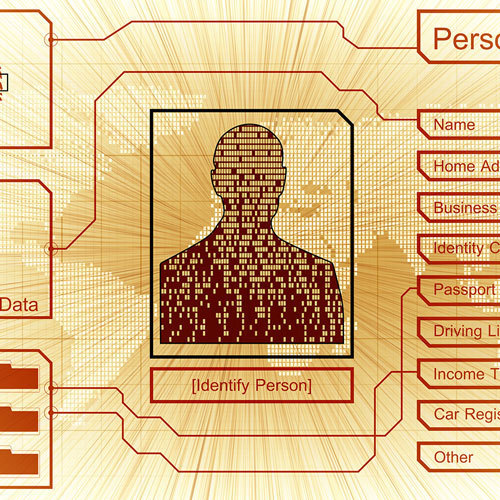 Perso
Name
Home Ad
Business
Identity C
Passport
Data
Driving Li
Income T
[Identify Person]
Car Regis
Other